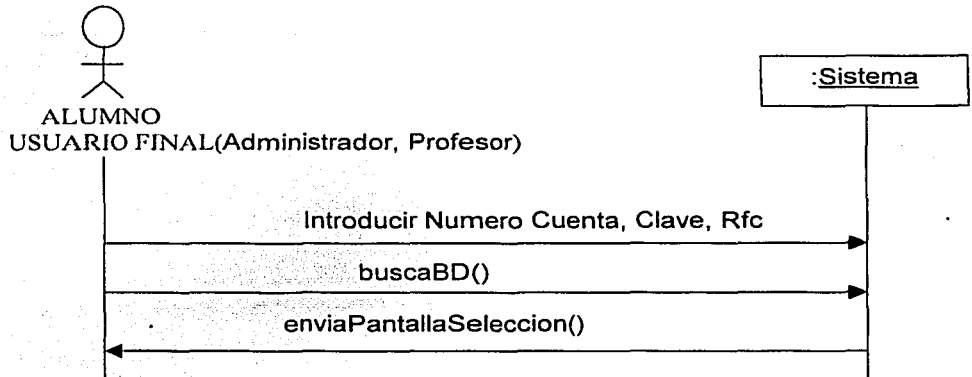 :Sistema
ALUMNO
USUARIO FINAL(Administrador, Profesor)
Introducir Numero Cuenta, Clave, Rfc
buscaBD()
enviaPantallaSeleccion()